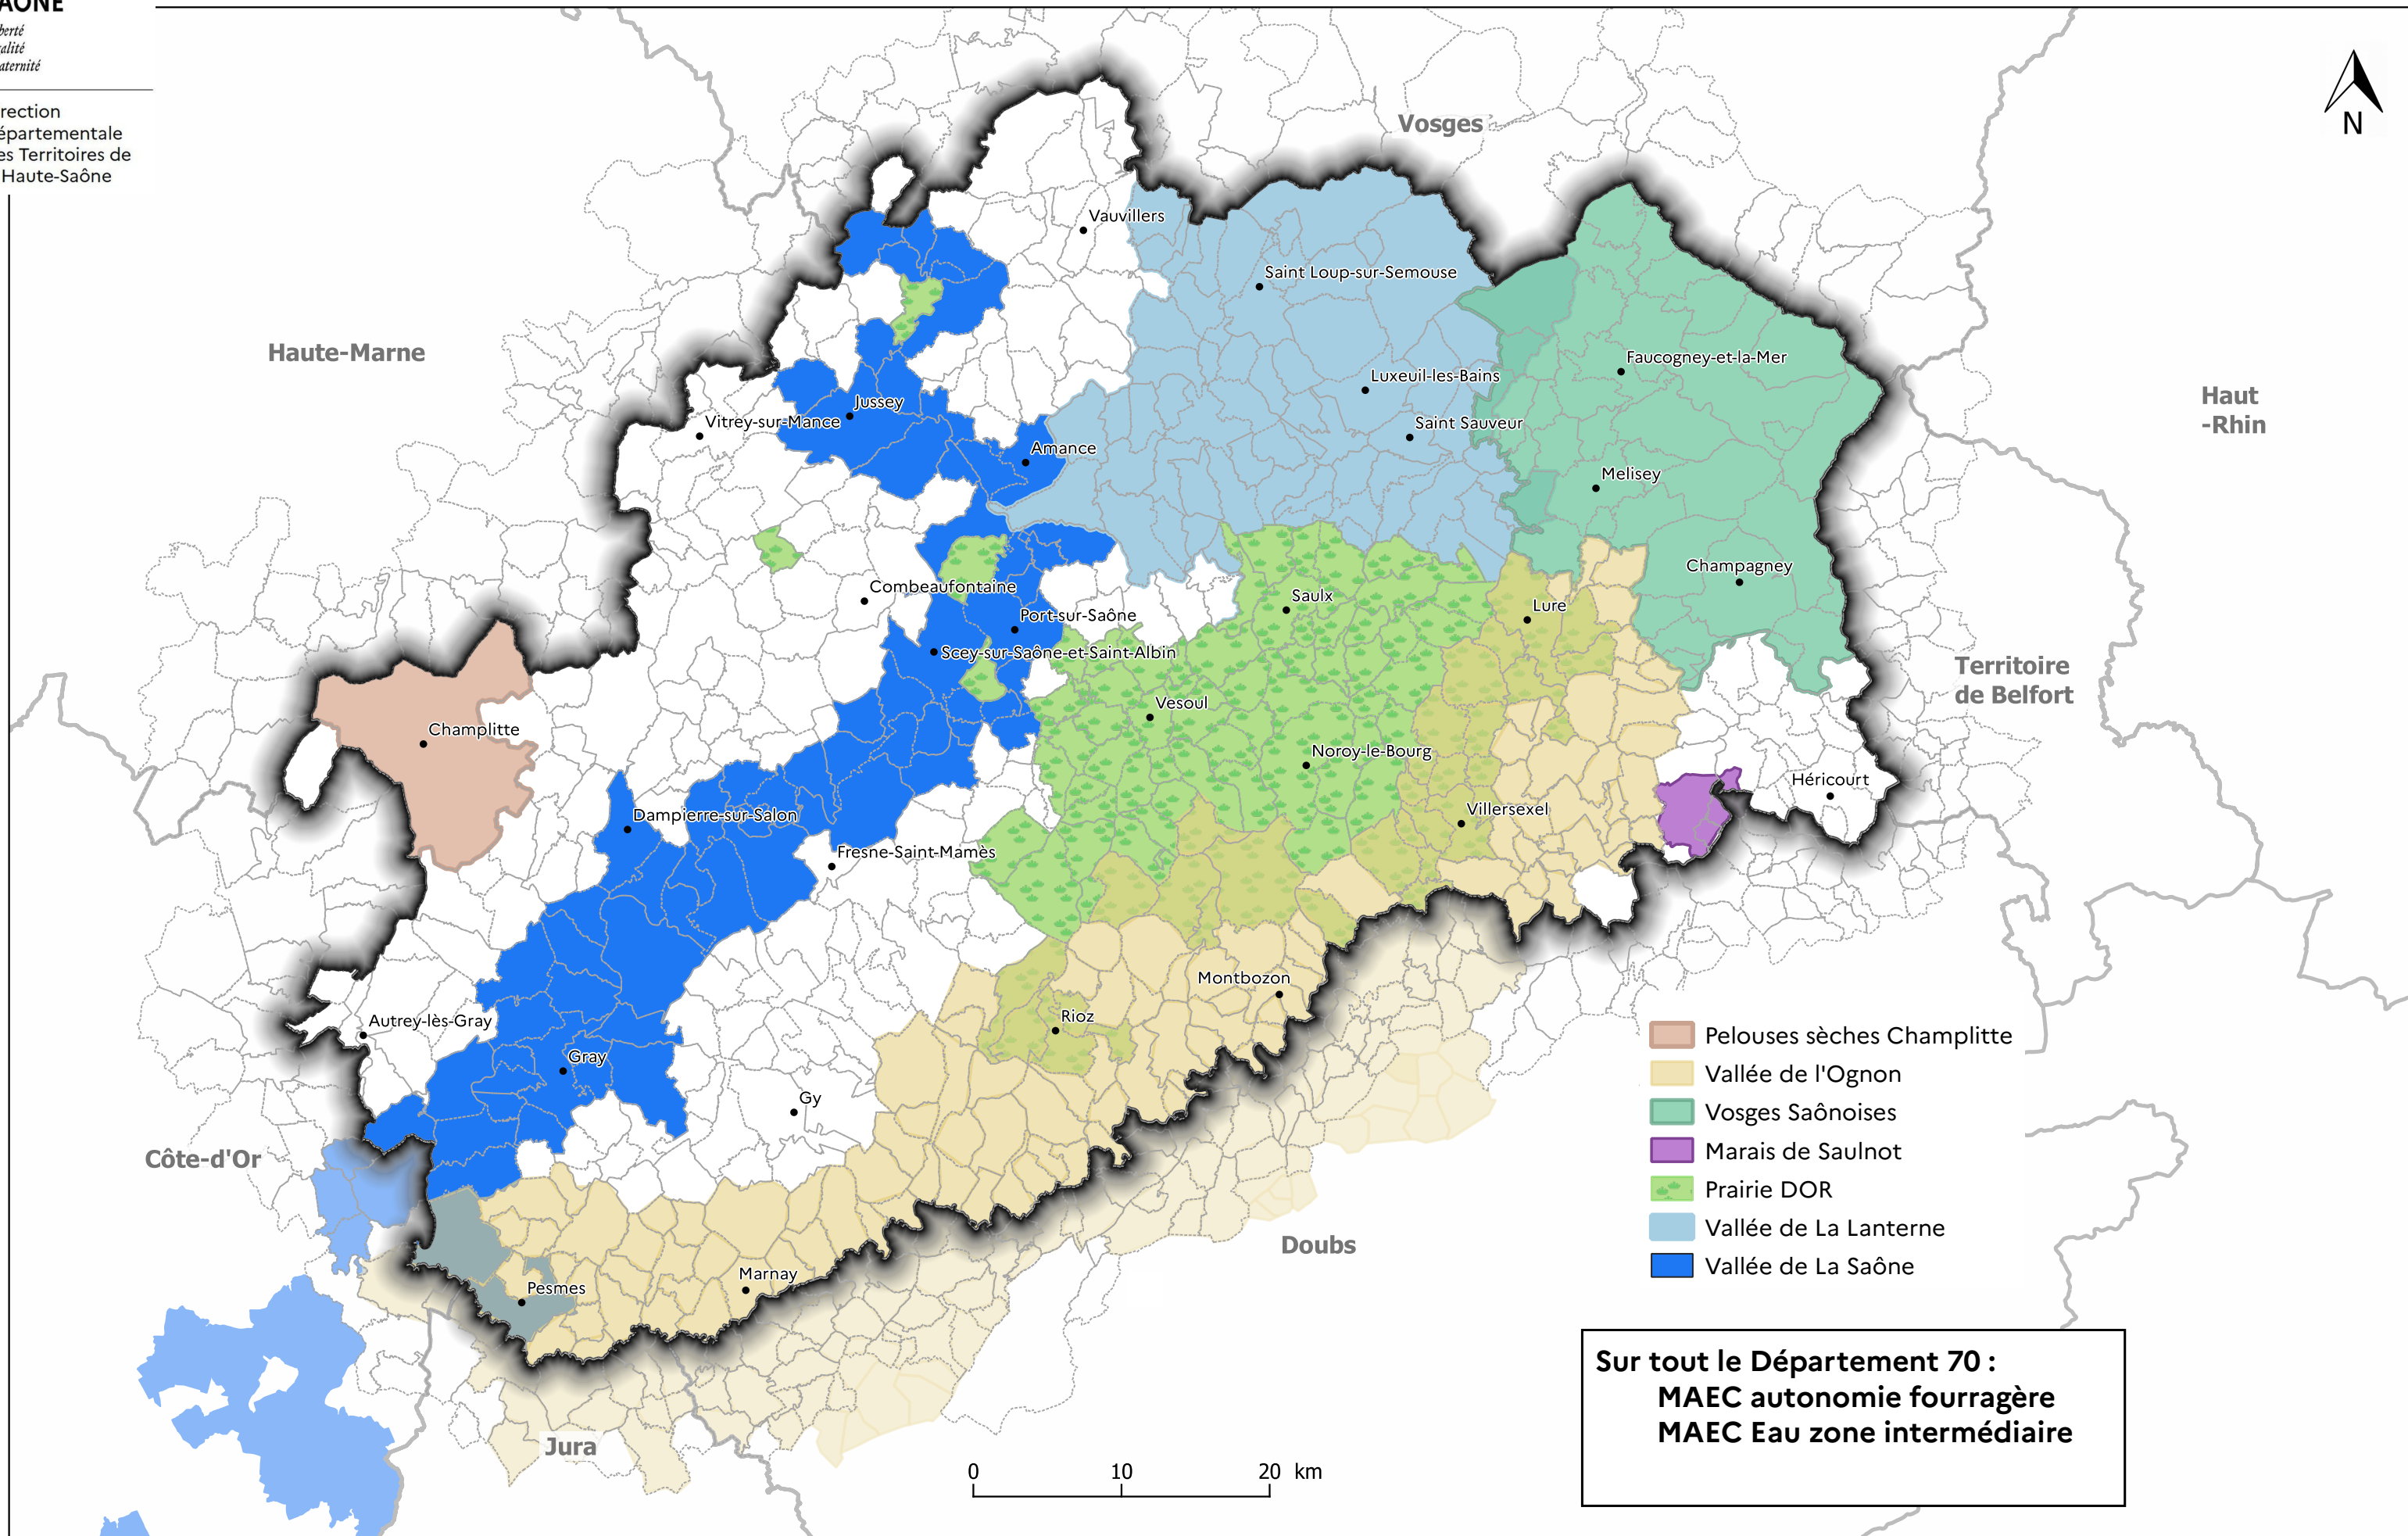 AÔNE
berté
alité
aternité
rection
épartementale
es Territoires de
Haute-Saône
N
Vosges
Haute-Marne
Haut
-Rhin
Territoire
de Belfort
Côte-d'Or
Doubs
Jura
Vauvillers
Saint Loup-sur-Semouse
Faucogney-et-la-Mer
Luxeuil-les-Bains
Jussey
Vitrey-sur-Mance
Saint Sauveur
Amance
Melisey
Champagney
Combeaufontaine
Saulx
Lure
Port-sur-Saône
Scey-sur-Saône-et-Saint-Albin
Vesoul
Champlitte
Noroy-le-Bourg
Héricourt
Villersexel
Dampierre-sur-Salon
Fresne-Saint-Mamès
Montbozon
Rioz
Autrey-lès-Gray
Gray
Gy
Marnay
Pesmes
Pelouses sèches Champlitte
Vallée de l'Ognon
Vosges Saônoises
Marais de Saulnot
Prairie DOR
Vallée de La Lanterne
Vallée de La Saône
Sur tout le Département 70 :
MAEC autonomie fourragère
MAEC Eau zone intermédiaire
0 10 20 km